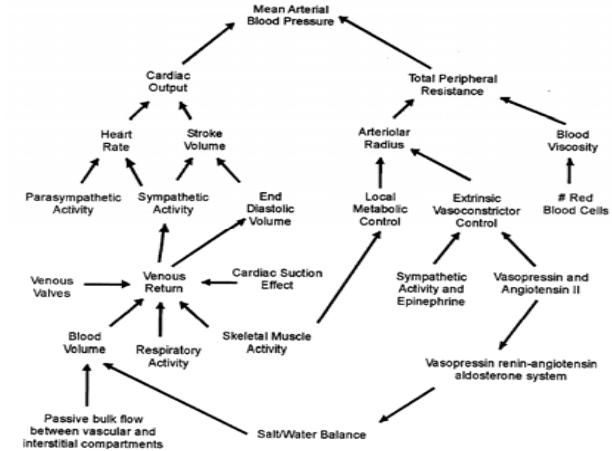 Mean Arterial
Blood Pressure
Cardiac
Output
Total Peripheral
Resistance
Heart
Rate
Stroke
Volume
Arteriolar
Radius
Blood
Viscosity
Parasympathetic
Activity
Sympathetic
Activity
End
Diastolic
Volume
Local
Metabolic
Control
Extrinsic
Vasoconstrictor
Control
# Red
Blood Cells
Venous
Valves
Venous
Return
Cardiac Suction
Effect
Sympathetic
Activity and
Epinephrine
Vasopressin and
Angiotensin II
Blood
Volume
Respiratory
Activity
Skeletal Muscle
Activity
Vasopressin renin-angiotensin
aldosterone system
Passive bulk flow
between vascular and
interstitial compartments
Salt/Water Balance